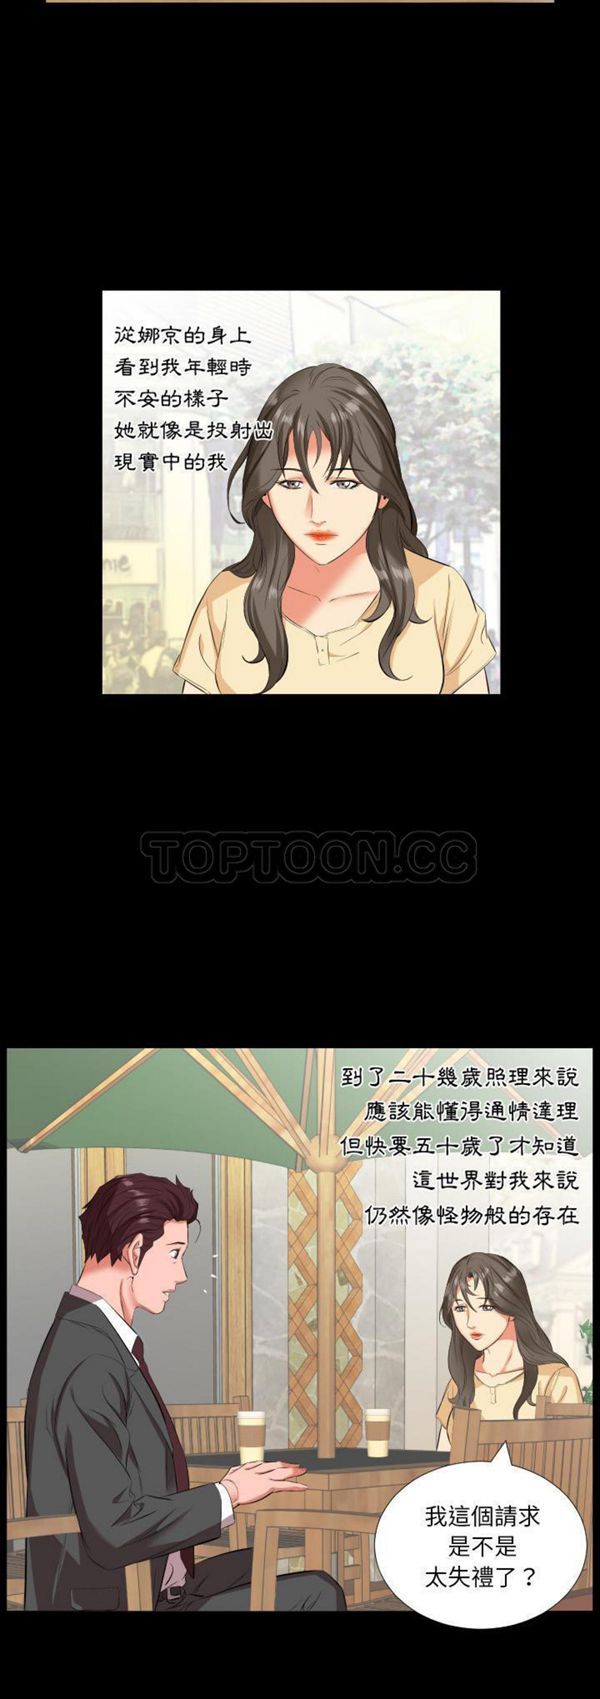 從娜京的身上
看到我年輕時
不安的樣子
她就像是投射出
現實中的我
TOPTOON.CC
到了二十幾歲照理來說
應該能懂得通情達理
但快要五十歲了才知道
這世界對我來說
仍然像怪物般的存在
我這個請求
是不是
太失禮了？